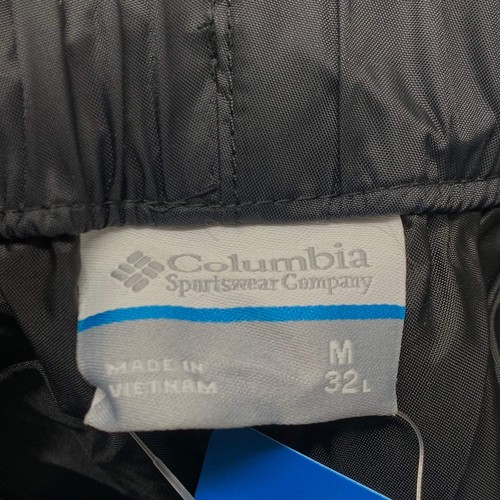 Columbia
Sportswear Company
MADE IN
VIETNAM
M
32L